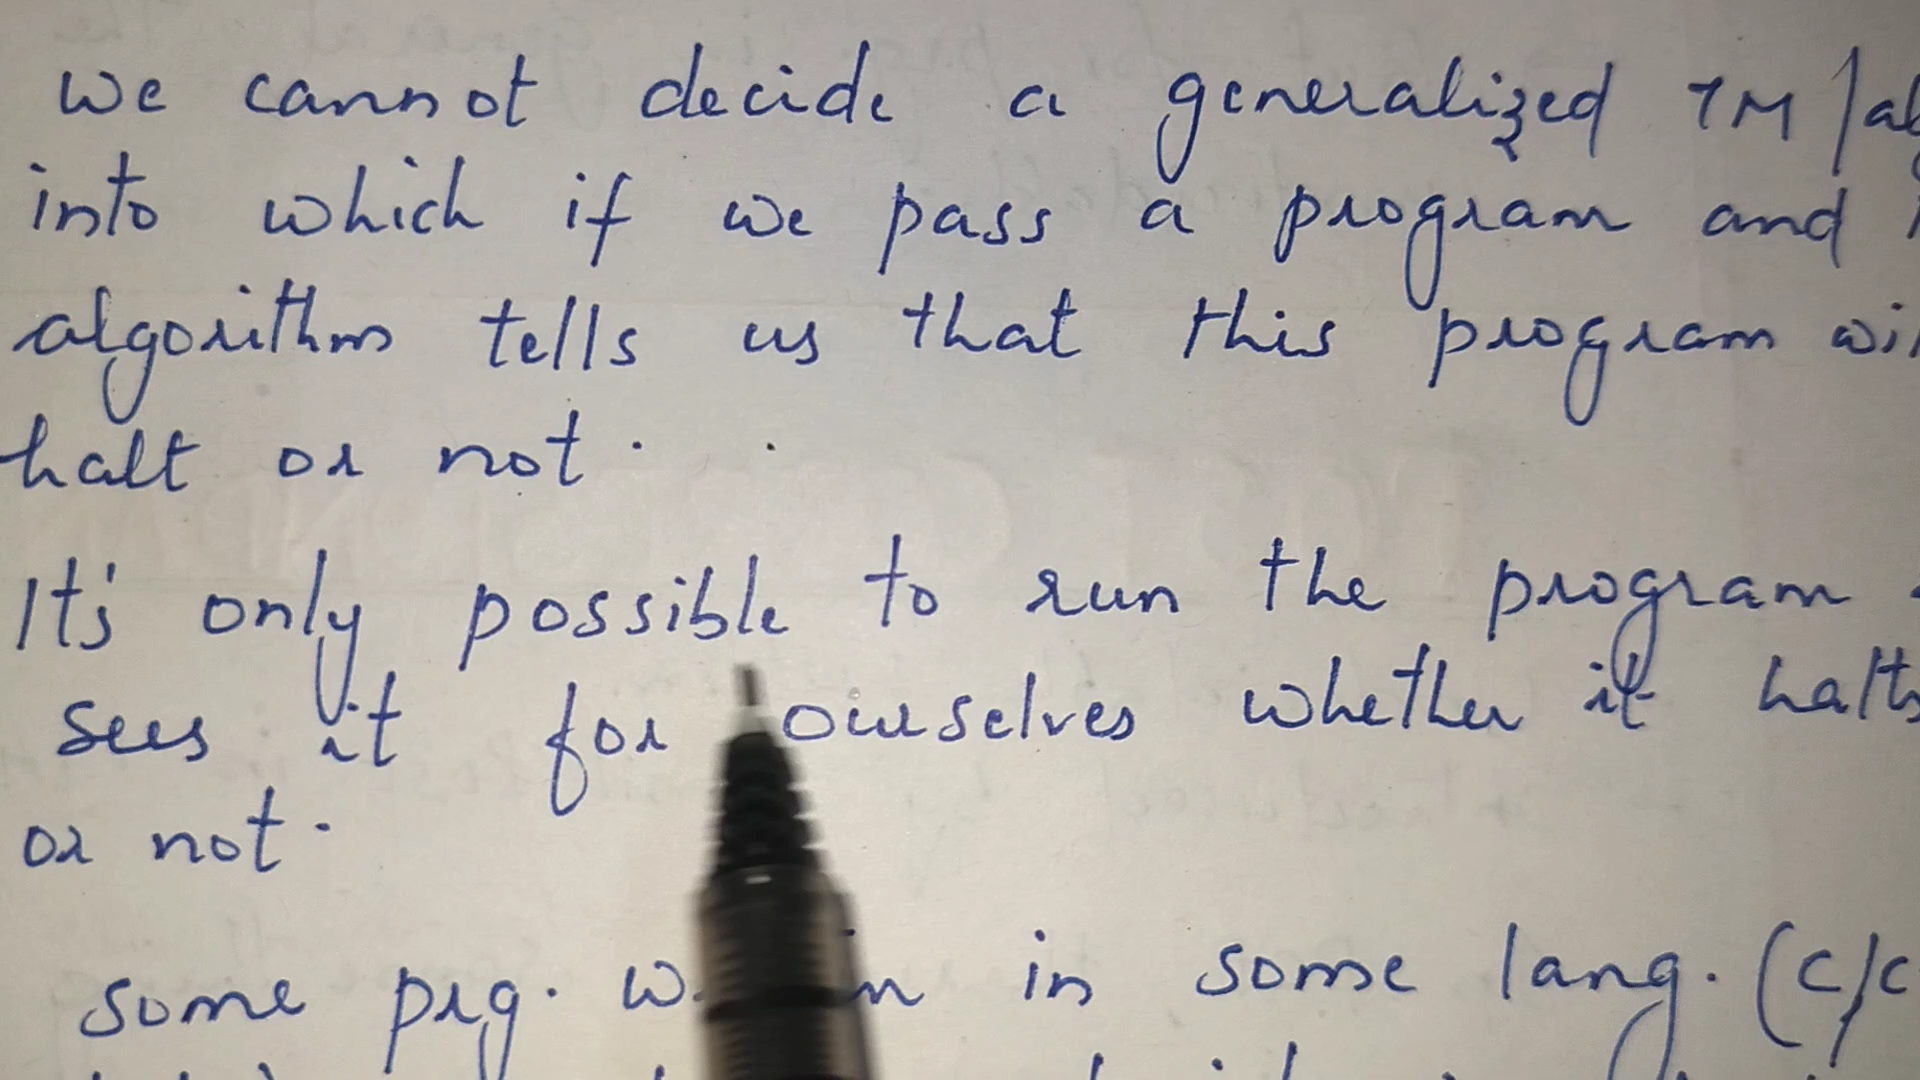 we cannot decide a generalized TM/alg
into which if we pass a program and
algorithm tells us that this program wil
halt or not.
It's only possible to run the program
sees it for ourselves whether it halts
or not.
some prg. in some lang. (C/C